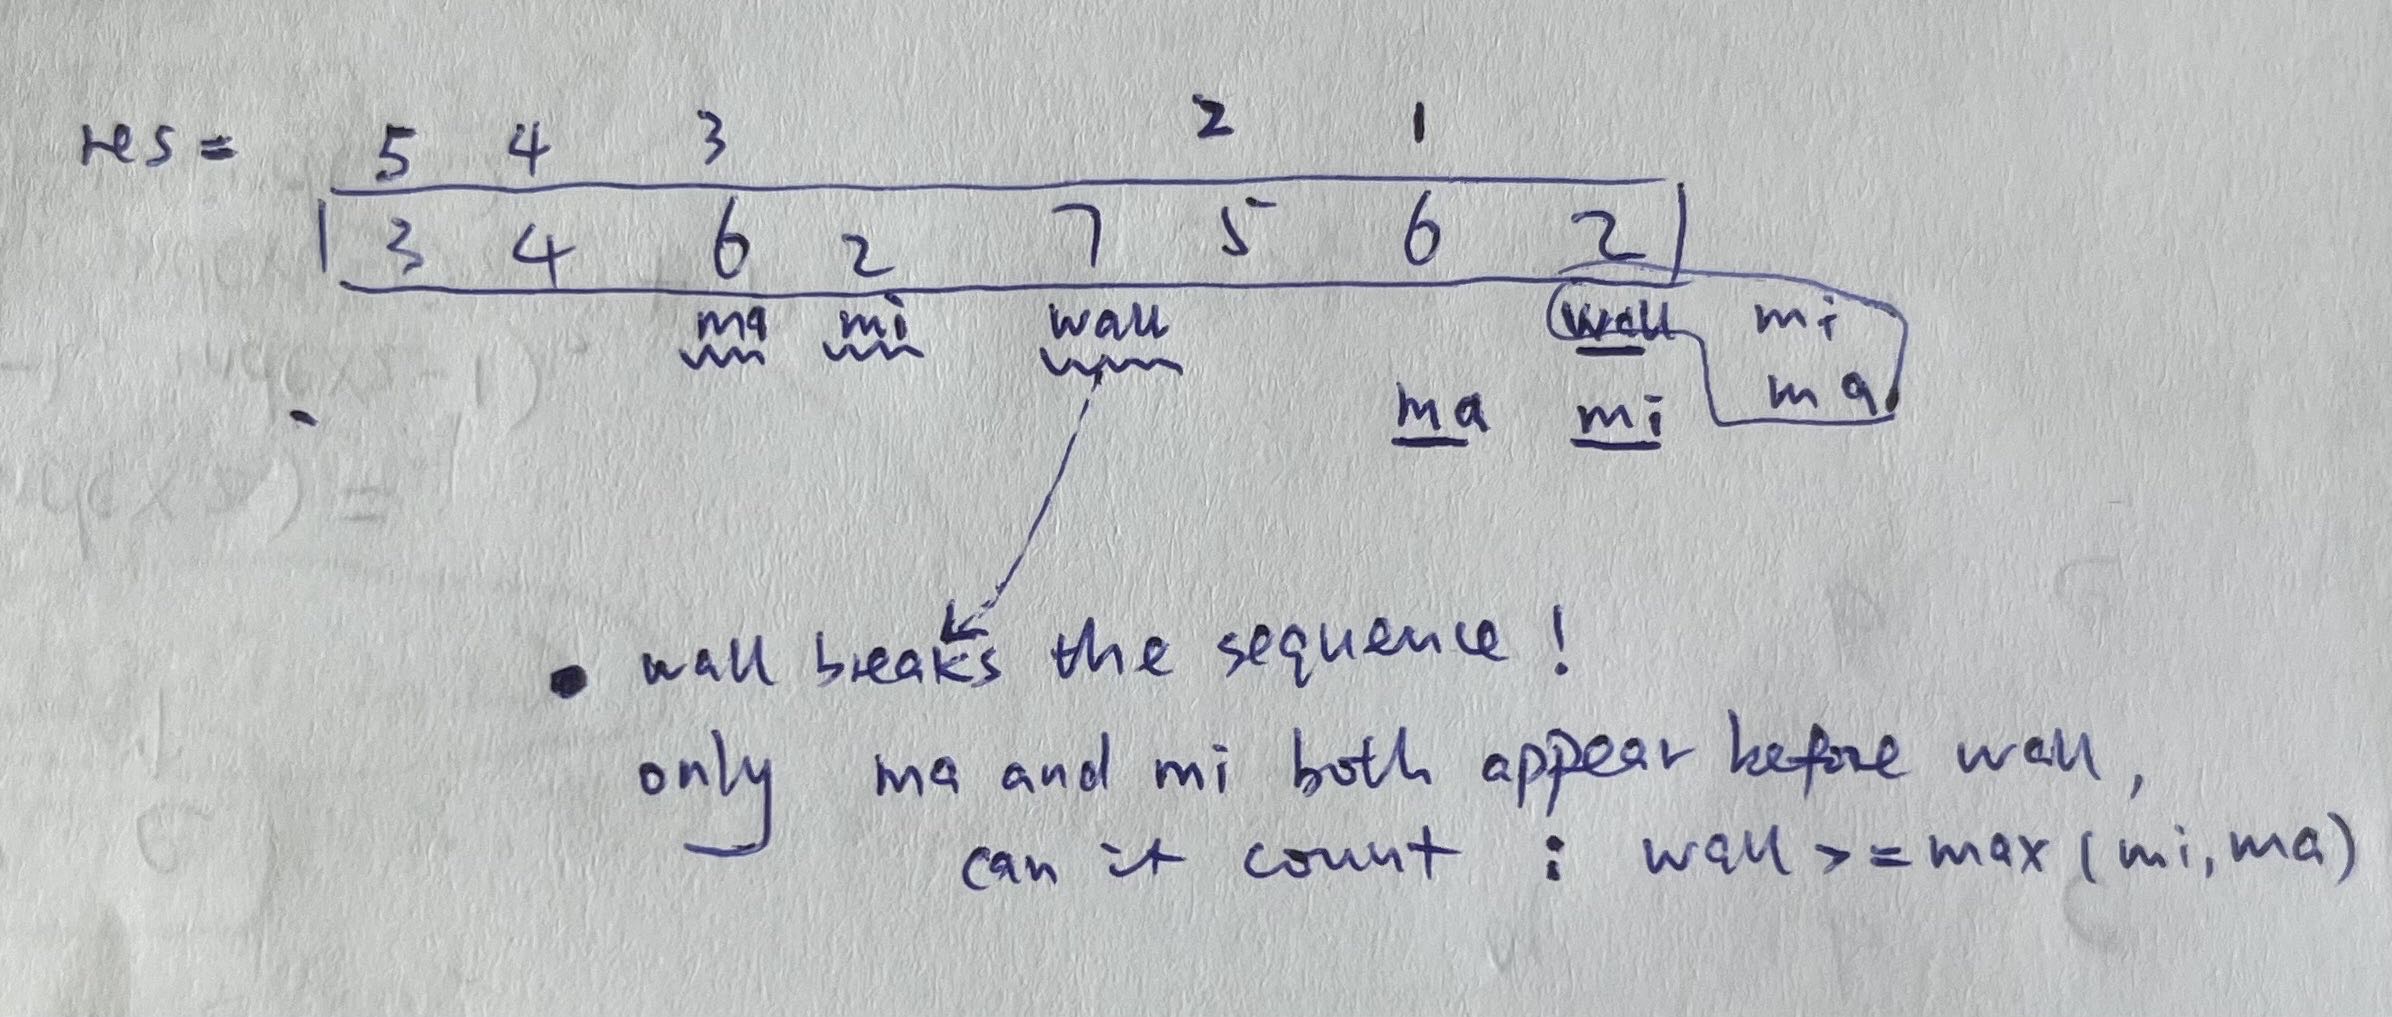 res = 5 4 3 2 1
3 4 6 2 7 5 6 2
ma mi wall wall mi
ma mi ma
• wall breaks the sequence !
only ma and mi both appear before wall,
can it count : wall >= max (mi, ma)